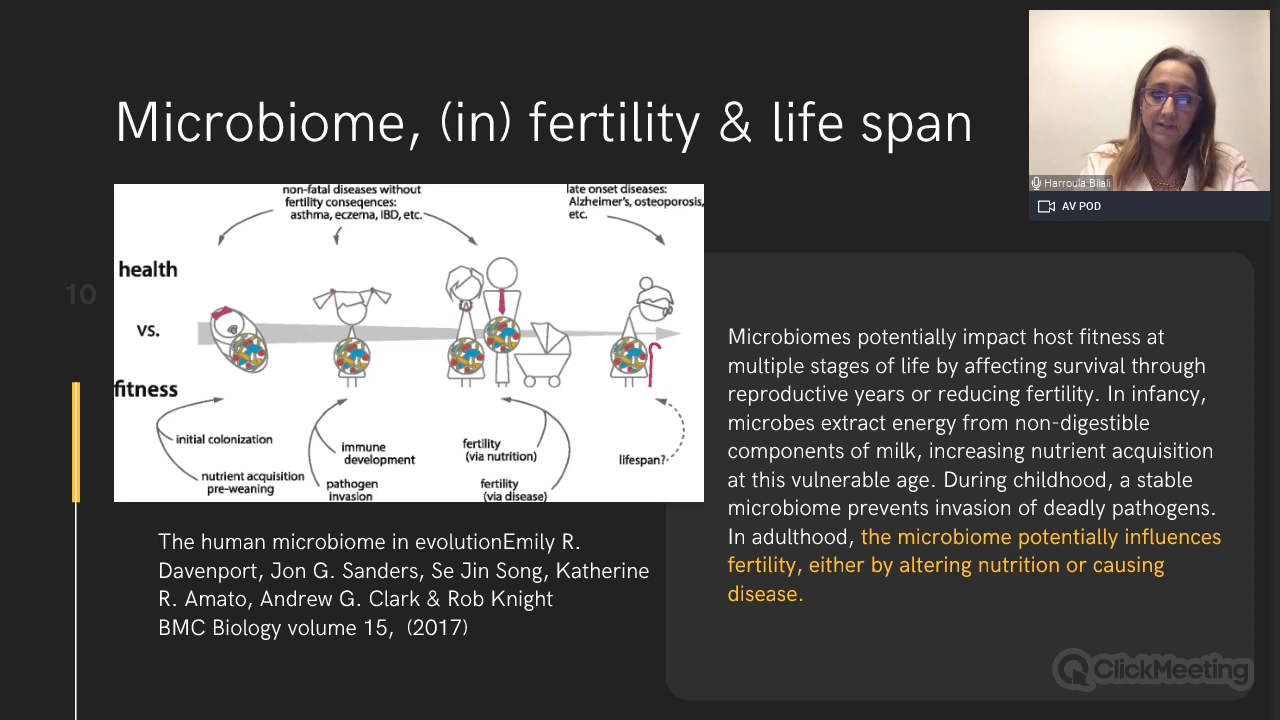 Microbiome, (in) fertility & life span
Harroula Bilali
AV POD
10
non-fatal diseases without
fertility conseqences:
asthma, eczema, IBD, etc.
late onset diseases:
Alzheimer's, osteoporosis,
etc.
health
vs.
fitness
initial colonization
nutrient acquisition
pre-weaning
immune
development
pathogen
invasion
fertility
(via nutrition)
fertility
(via disease)
lifespan?
The human microbiome in evolutionEmily R.
Davenport, Jon G. Sanders, Se Jin Song, Katherine
R. Amato, Andrew G. Clark & Rob Knight
BMC Biology volume 15, (2017)
Microbiomes potentially impact host fitness at
multiple stages of life by affecting survival through
reproductive years or reducing fertility. In infancy,
microbes extract energy from non-digestible
components of milk, increasing nutrient acquisition
at this vulnerable age. During childhood, a stable
microbiome prevents invasion of deadly pathogens.
In adulthood, the microbiome potentially influences
fertility, either by altering nutrition or causing
disease.
ClickMeeting